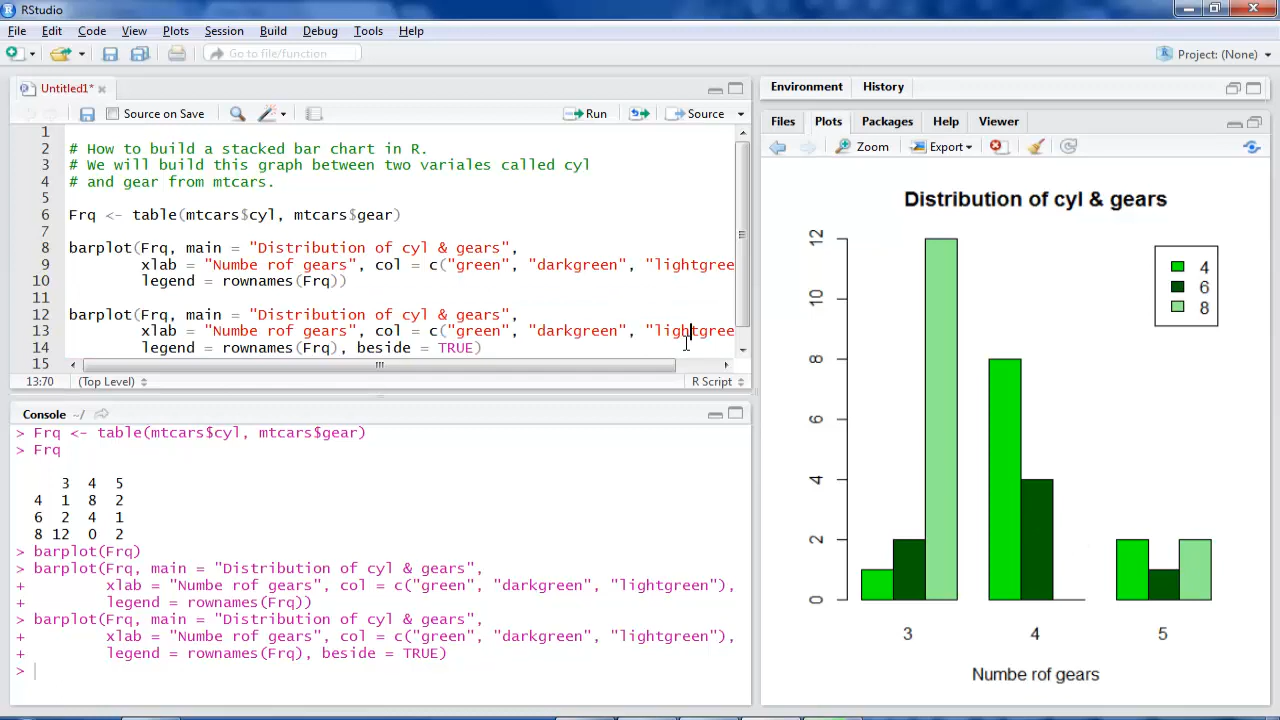 RStudio
File Edit Code View Plots Session Build Debug Tools Help
Go to file/function
Project: (None)
Untitled1*
Source on Save
Run
Source
1
2 # How to build a stacked bar chart in R.
3 # We will build this graph between two variales called cyl
4 # and gear from mtcars.
5
6 Frq <- table(mtcars$cyl, mtcars$gear)
7
8 barplot(Frq, main = "Distribution of cyl & gears",
9 xlab = "Numbe rof gears", col = c("green", "darkgreen", "lightgree
10 legend = rownames(Frq))
11
12 barplot(Frq, main = "Distribution of cyl & gears",
13 xlab = "Numbe rof gears", col = c("green", "darkgreen", "lightgree
14 legend = rownames(Frq), beside = TRUE)
15
13:70 (Top Level) R Script
Console ~/
> Frq <- table(mtcars$cyl, mtcars$gear)
> Frq
3 4 5
4 1 8 2
6 2 4 1
8 12 0 2
> barplot(Frq)
> barplot(Frq, main = "Distribution of cyl & gears",
+ xlab = "Numbe rof gears", col = c("green", "darkgreen", "lightgreen"),
+ legend = rownames(Frq))
> barplot(Frq, main = "Distribution of cyl & gears",
+ xlab = "Numbe rof gears", col = c("green", "darkgreen", "lightgreen"),
+ legend = rownames(Frq), beside = TRUE)
>
Environment History
Files Plots Packages Help Viewer
Zoom Export
Distribution of cyl & gears
12
10
8
6
4
2
0
4
6
8
3 4 5
Numbe rof gears